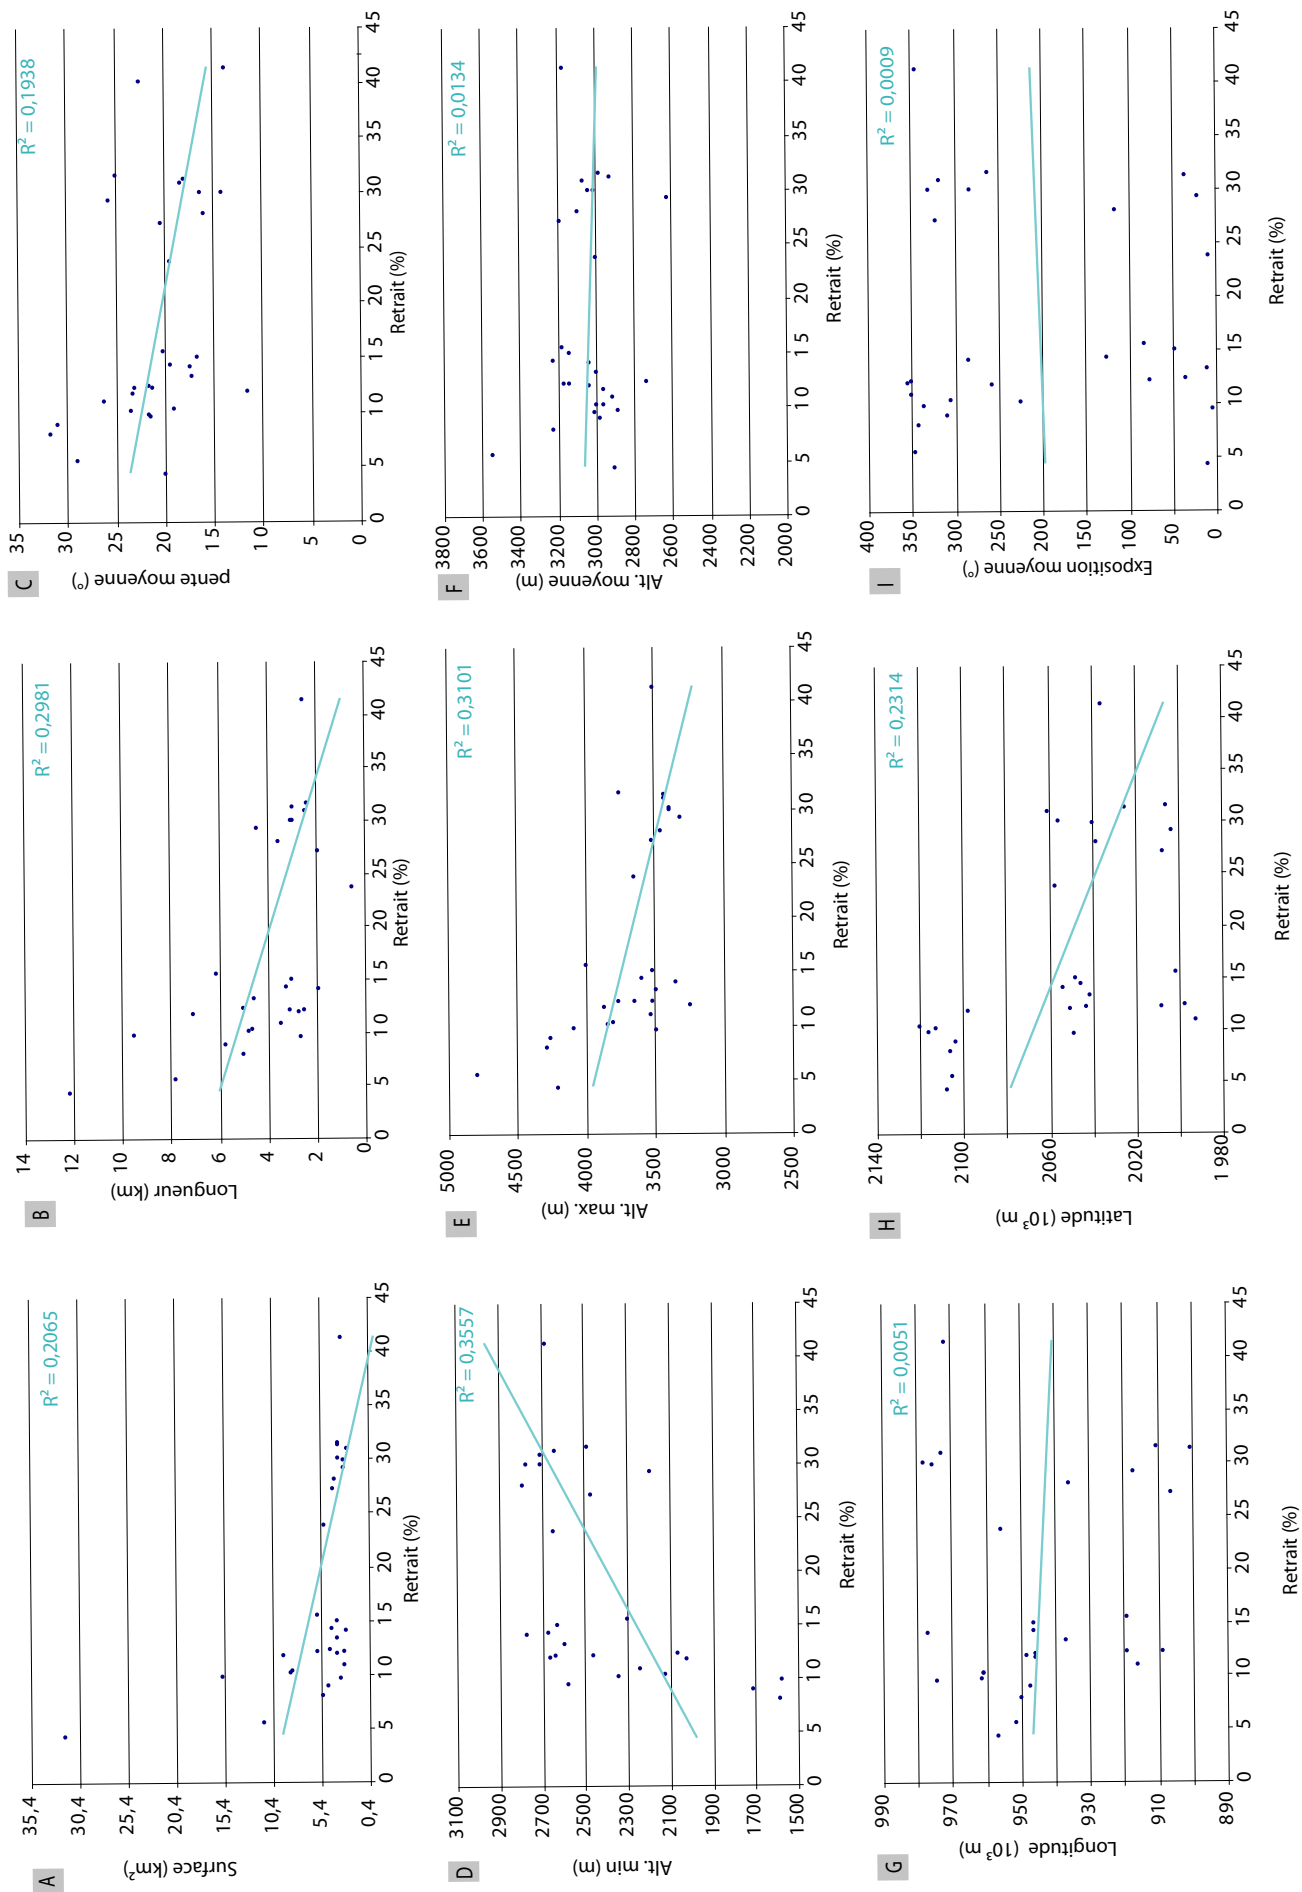 A
R² = 0,2065
Surface (km²)
35,4
30,4
25,4
20,4
15,4
10,4
5,4
0,4
0 5 10 15 20 25 30 35 40 45
Retrait (%)
B
R² = 0,2981
Longueur (km)
14
12
10
8
6
4
2
0
0 5 10 15 20 25 30 35 40 45
Retrait (%)
C
R² = 0,1938
pente moyenne (°)
35
30
25
20
15
10
5
0
0 5 10 15 20 25 30 35 40 45
Retrait (%)
D
R² = 0,3557
Alt. min (m)
3100
2900
2700
2500
2300
2100
1900
1700
1500
0 5 10 15 20 25 30 35 40 45
Retrait (%)
E
R² = 0,3101
Alt. max. (m)
5000
4500
4000
3500
3000
2500
0 5 10 15 20 25 30 35 40 45
Retrait (%)
F
R² = 0,0134
Alt. moyenne (m)
3800
3600
3400
3200
3000
2800
2600
2400
2200
2000
0 5 10 15 20 25 30 35 40 45
Retrait (%)
G
R² = 0,0051
Longitude (10³ m)
990
970
950
930
910
890
0 5 10 15 20 25 30 35 40 45
Retrait (%)
H
R² = 0,2314
Latitude (10³ m)
2140
2100
2060
2020
1980
0 5 10 15 20 25 30 35 40 45
Retrait (%)
I
R² = 0,0009
Exposition moyenne (°)
400
350
300
250
200
150
100
50
0
0 5 10 15 20 25 30 35 40 45
Retrait (%)